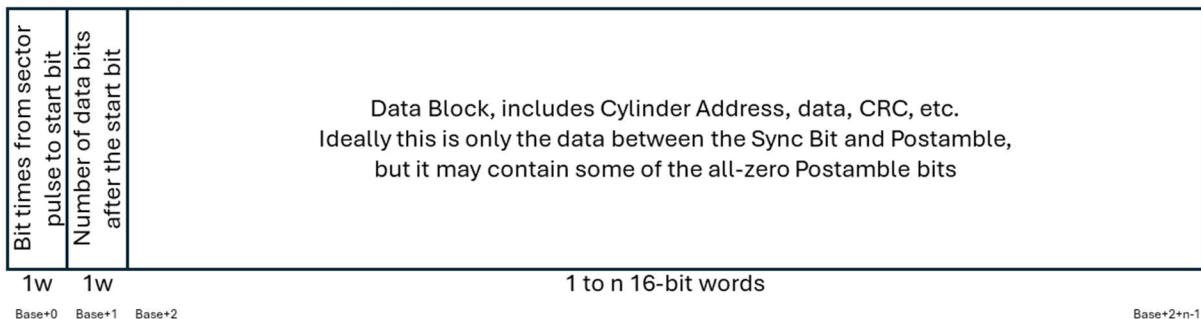 Bit times from sector
pulse to start bit
Number of data bits
after the start bit
Data Block, includes Cylinder Address, data, CRC, etc.
Ideally this is only the data between the Sync Bit and Postamble,
but it may contain some of the all-zero Postamble bits
1w 1w 1 to n 16-bit words
Base+0 Base+1 Base+2 Base+2+n-1